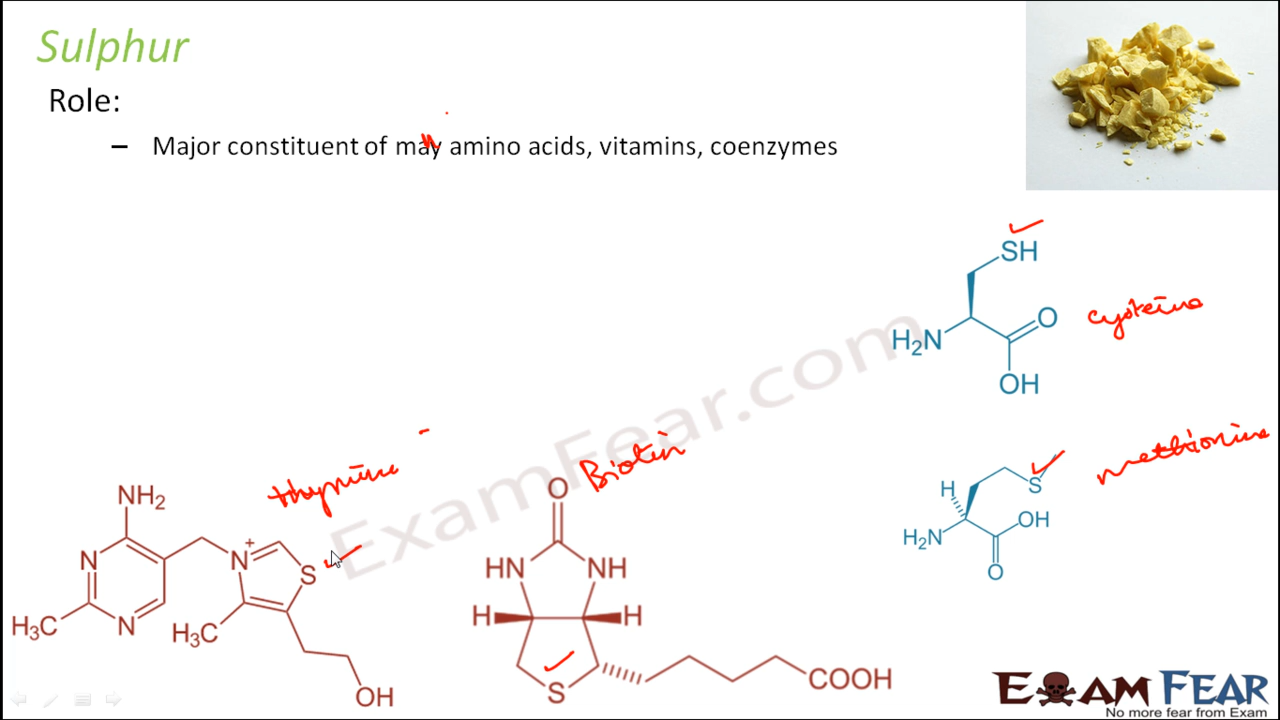 Sulphur
Role:
– Major constituent of many amino acids, vitamins, coenzymes
SH
cysteine
H₂N
O
OH
thymine
Biotin
methionine
NH₂
N
N⁺
S
N
H₃C
H₃C
OH
O
HN
NH
H
H
S
COOH
H
S
H₂N
OH
O
ExamFear.com
EXAM FEAR
No more fear from Exam